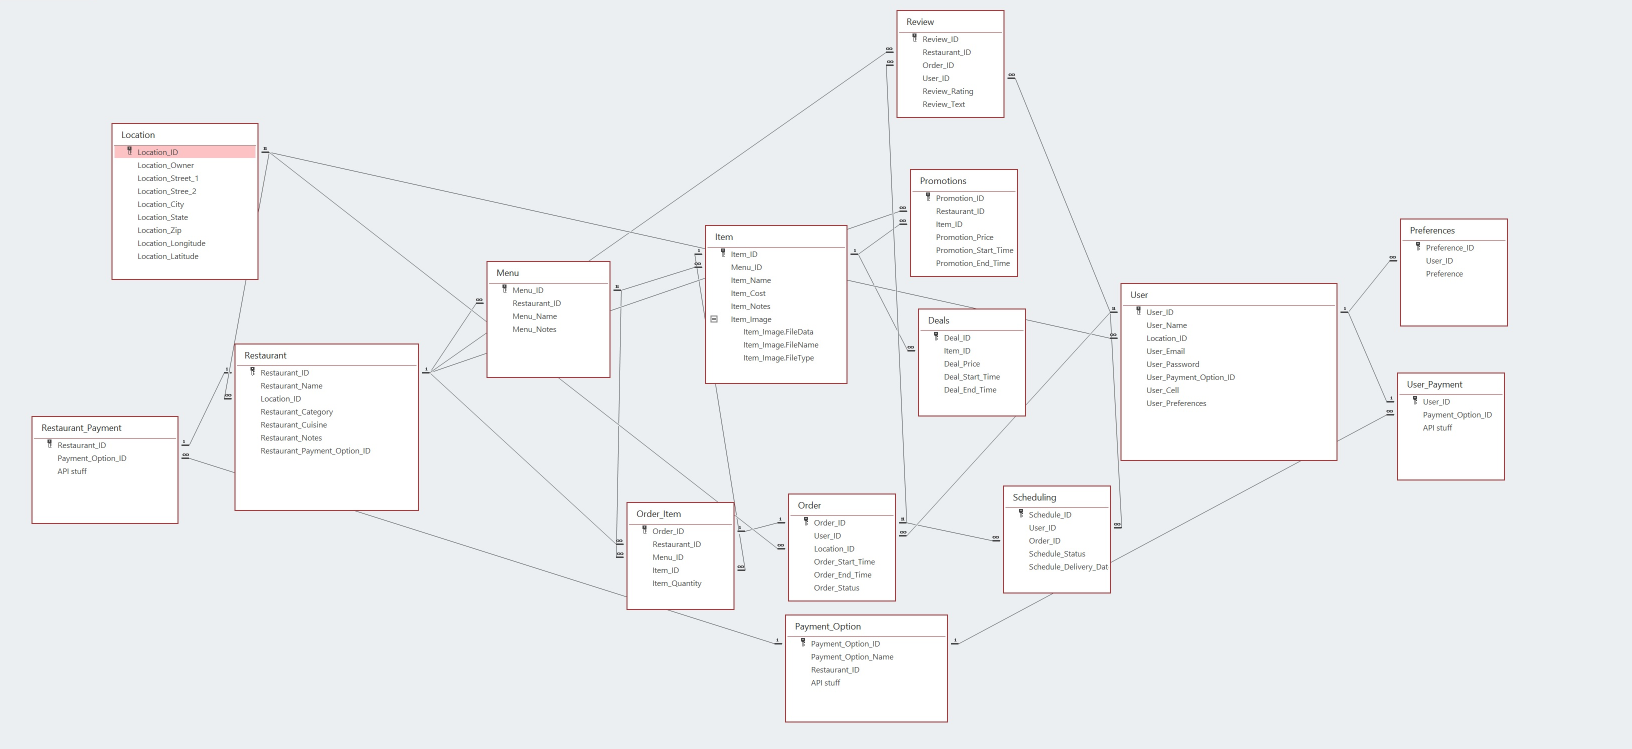 Review
Review_ID
Restaurant_ID
Order_ID
User_ID
Review_Rating
Review_Text
Location
Location_ID
Location_Owner
Location_Street_1
Location_Stree_2
Location_City
Location_State
Location_Zip
Location_Longitude
Location_Latitude
Promotions
Promotion_ID
Restaurant_ID
Item_ID
Promotion_Price
Promotion_Start_Time
Promotion_End_Time
Item
Item_ID
Menu_ID
Item_Name
Item_Cost
Item_Notes
Item_Image
Item_Image.FileData
Item_Image.FileName
Item_Image.FileType
Preferences
Preference_ID
User_ID
Preference
Menu
Menu_ID
Restaurant_ID
Menu_Name
Menu_Notes
User
User_ID
User_Name
Location_ID
User_Email
User_Password
User_Payment_Option_ID
User_Cell
User_Preferences
Deals
Deal_ID
Item_ID
Deal_Price
Deal_Start_Time
Deal_End_Time
Restaurant
Restaurant_ID
Restaurant_Name
Location_ID
Restaurant_Category
Restaurant_Cuisine
Restaurant_Notes
Restaurant_Payment_Option_ID
User_Payment
User_ID
Payment_Option_ID
API stuff
Restaurant_Payment
Restaurant_ID
Payment_Option_ID
API stuff
Order_Item
Order_ID
Restaurant_ID
Menu_ID
Item_ID
Item_Quantity
Order
Order_ID
User_ID
Location_ID
Order_Start_Time
Order_End_Time
Order_Status
Scheduling
Schedule_ID
User_ID
Order_ID
Schedule_Status
Schedule_Delivery_Dat
Payment_Option
Payment_Option_ID
Payment_Option_Name
Restaurant_ID
API stuff